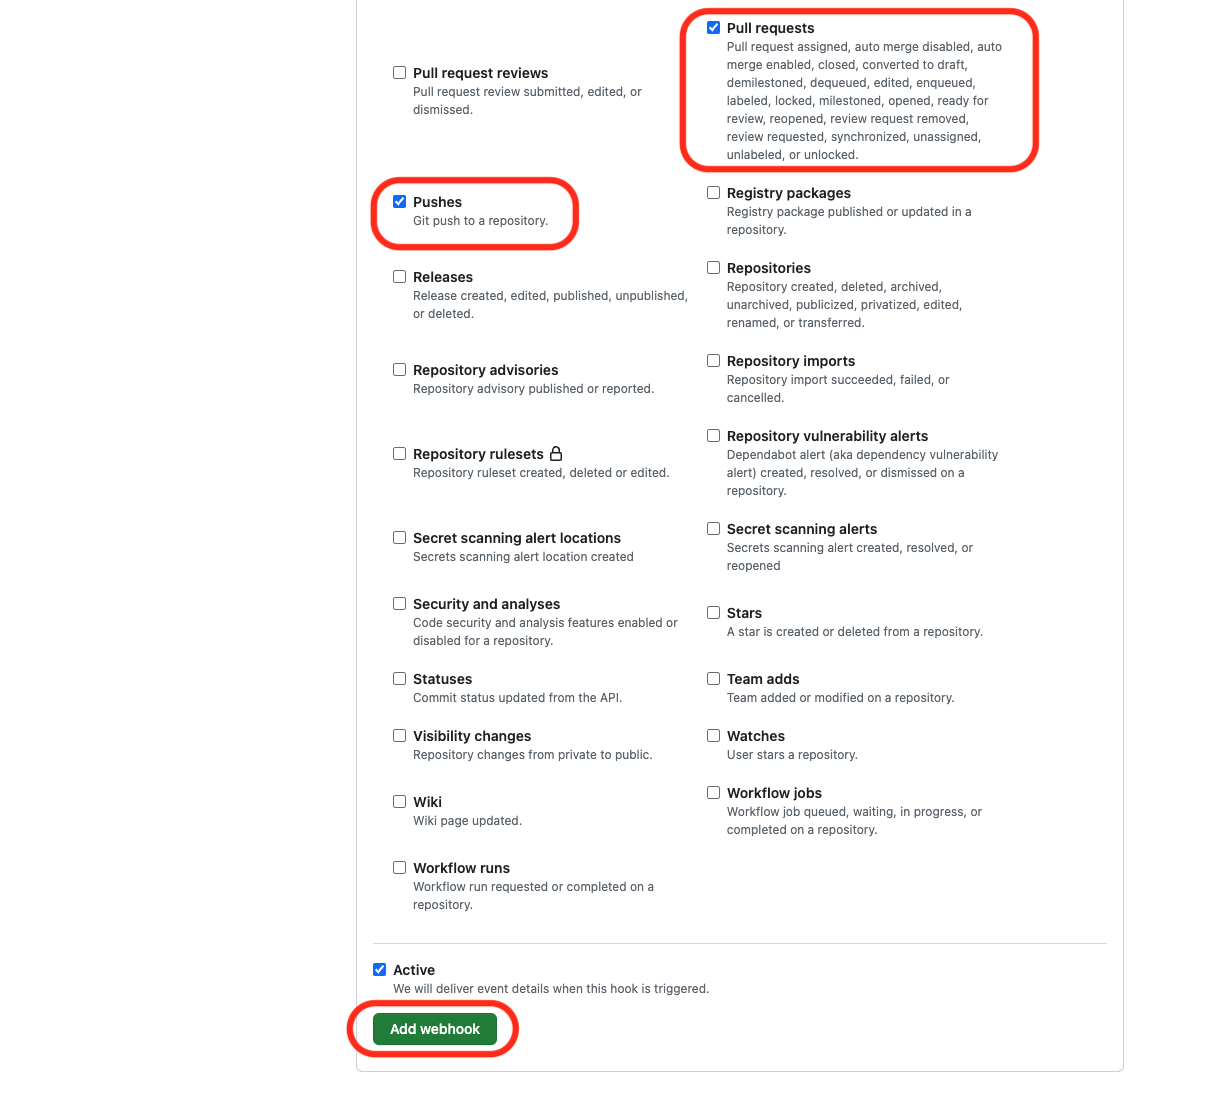 Pull requests
Pull request assigned, auto merge disabled, auto
merge enabled, closed, converted to draft,
demilestoned, dequeued, edited, enqueued,
labeled, locked, milestoned, opened, ready for
review, reopened, review request removed,
review requested, synchronized, unassigned,
unlabeled, or unlocked.
Pull request reviews
Pull request review submitted, edited, or
dismissed.
Pushes
Git push to a repository.
Registry packages
Registry package published or updated in a
repository.
Releases
Release created, edited, published, unpublished,
or deleted.
Repositories
Repository created, deleted, archived,
unarchived, publicized, privatized, edited,
renamed, or transferred.
Repository advisories
Repository advisory published or reported.
Repository imports
Repository import succeeded, failed, or
cancelled.
Repository rulesets
Repository ruleset created, deleted or edited.
Repository vulnerability alerts
Dependabot alert (aka dependency vulnerability
alert) created, resolved, or dismissed on a
repository.
Secret scanning alert locations
Secrets scanning alert location created
Secret scanning alerts
Secrets scanning alert created, resolved, or
reopened
Security and analyses
Code security and analysis features enabled or
disabled for a repository.
Stars
A star is created or deleted from a repository.
Statuses
Commit status updated from the API.
Team adds
Team added or modified on a repository.
Visibility changes
Repository changes from private to public.
Watches
User stars a repository.
Wiki
Wiki page updated.
Workflow jobs
Workflow job queued, waiting, in progress, or
completed on a repository.
Workflow runs
Workflow run requested or completed on a
repository.
Active
We will deliver event details when this hook is triggered.
Add webhook